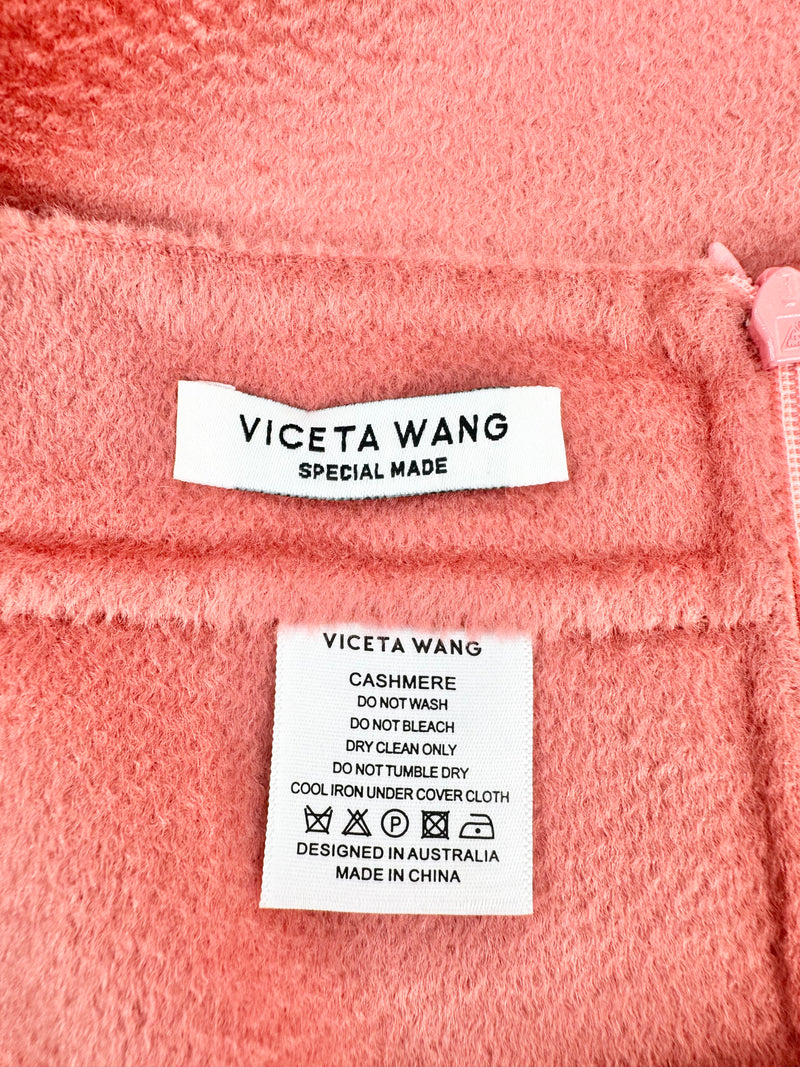 VICETA WANG
SPECIAL MADE
VICETA WANG
CASHMERE
DO NOT WASH
DO NOT BLEACH
DRY CLEAN ONLY
DO NOT TUMBLE DRY
COOL IRON UNDER COVER CLOTH
P
DESIGNED IN AUSTRALIA
MADE IN CHINA